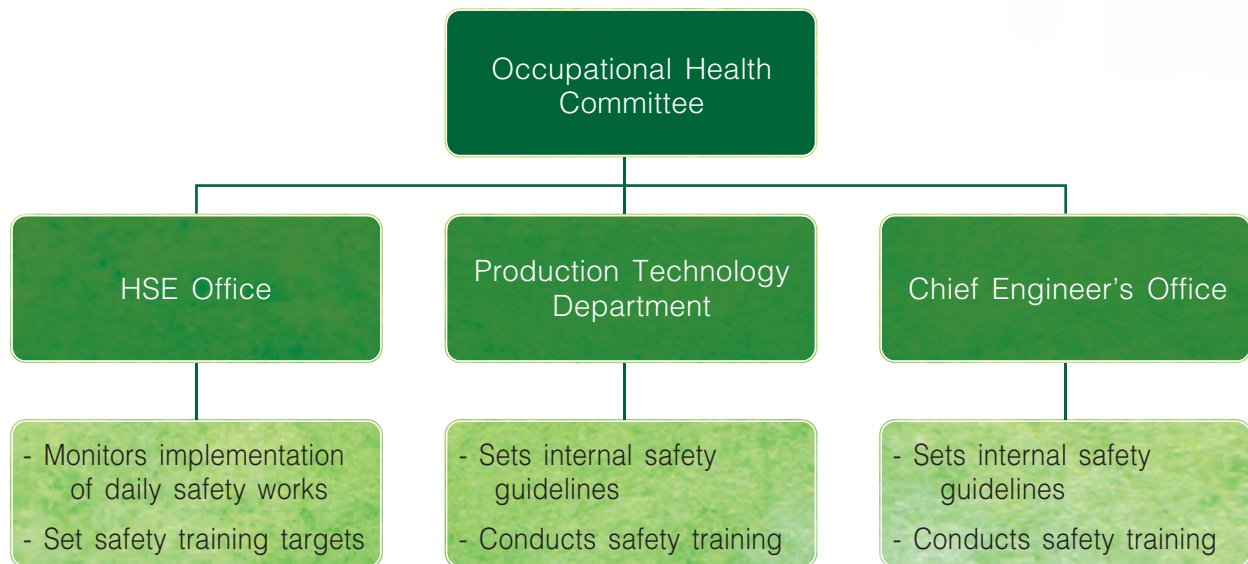 Occupational Health
Committee
HSE Office
Production Technology
Department
Chief Engineer's Office
- Monitors implementation
of daily safety works
- Set safety training targets
- Sets internal safety
guidelines
- Conducts safety training
- Sets internal safety
guidelines
- Conducts safety training